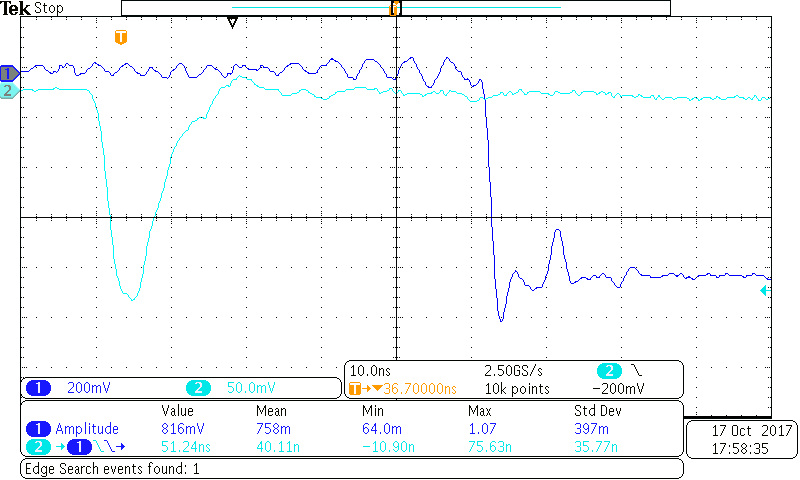 Tek Stop
T
1
2
10.0ns 2.50GS/s 2
1 200mV 2 50.0mV T→▼36.70000ns 10k points −200mV
Value Mean Min Max Std Dev
1 Amplitude 816mV 758m 64.0m 1.07 397m
2 → 1 → 51.24ns 40.11n −10.90n 75.63n 35.77n
17 Oct 2017
17:58:35
Edge Search events found: 1